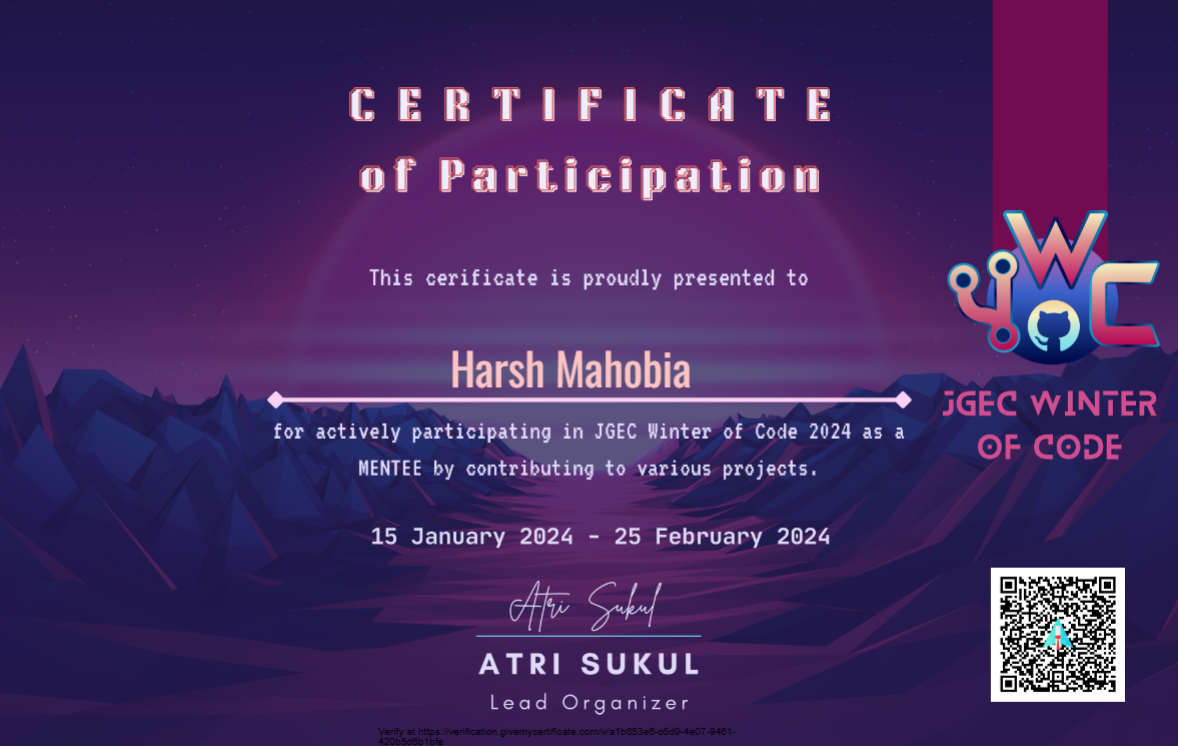 CERTIFICATE
of Participation
This cerificate is proudly presented to
Harsh Mahobia
for actively participating in JGEC Winter of Code 2024 as a
MENTEE by contributing to various projects.
15 January 2024 - 25 February 2024
Atri Sukul
ATRI SUKUL
Lead Organizer
Verify at https://verification.givemycertificate.com/v/a1b653e6-c6d9-4e07-9461-
420b5d6b1bfe
WOC
JGEC WINTER
OF CODE